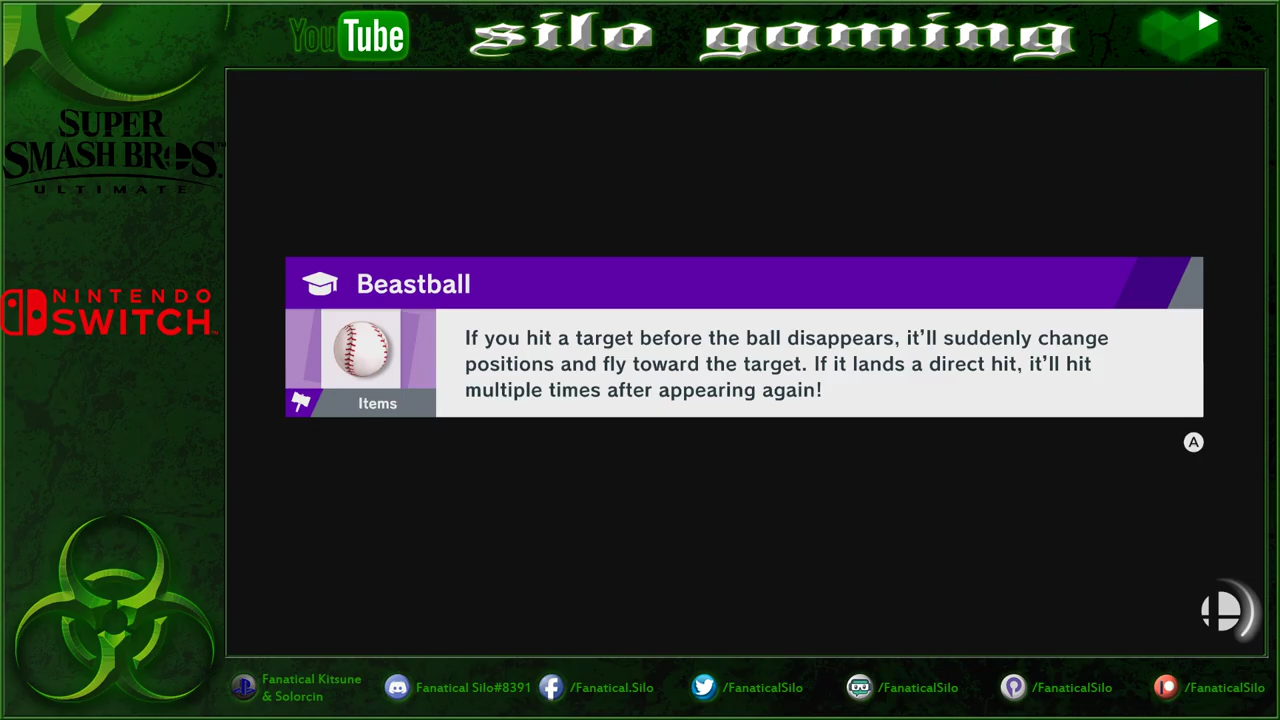 YouTube
silo gaming
SUPER
SMASH BROS.™
ULTIMATE
NINTENDO
SWITCH™
Beastball
If you hit a target before the ball disappears, it'll suddenly change
positions and fly toward the target. If it lands a direct hit, it'll hit
multiple times after appearing again!
Items
A
Fanatical Kitsune
& Solorcin
Fanatical Silo#8391
/Fanatical.Silo
/FanaticalSilo
/FanaticalSilo
/FanaticalSilo
/FanaticalSilo